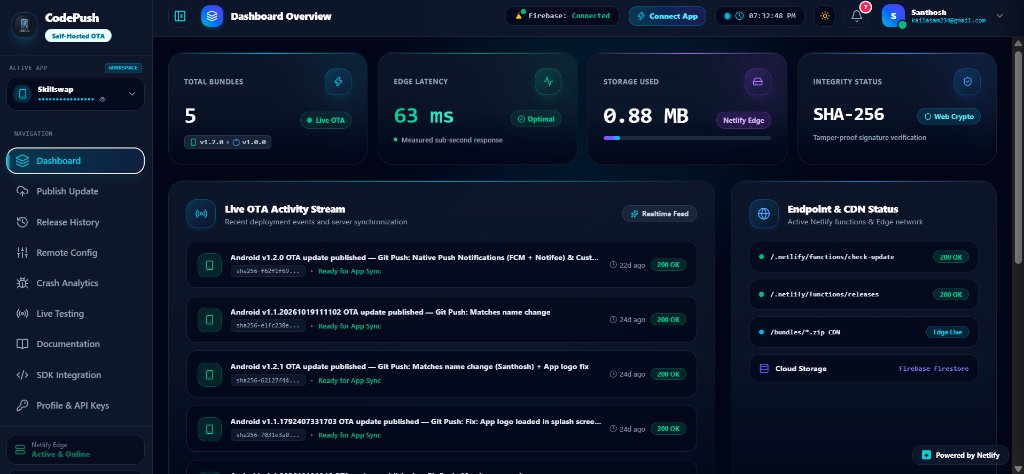 CodePush
Self-Hosted OTA
ACTIVE APP
WORKSPACE
Skillswap
NAVIGATION
Dashboard
Publish Update
Release History
Remote Config
Crash Analytics
Live Testing
Documentation
SDK Integration
Profile & API Keys
Netlify Edge
Active & Online
Dashboard Overview
Firebase: Connected
Connect App
07:32:48 PM
7
S
Santhosh
kailasam234@gmail.com
TOTAL BUNDLES
5
Live OTA
v1.2.0 • v1.0.0
EDGE LATENCY
63 ms
Optimal
Measured sub-second response
STORAGE USED
0.88 MB
Netlify Edge
INTEGRITY STATUS
SHA-256
Web Crypto
Tamper-proof signature verification
Live OTA Activity Stream
Recent deployment events and server synchronization
Realtime Feed
Android v1.2.0 OTA update published — Git Push: Native Push Notifications (FCM + Notifee) & Cust...
• Ready for App Sync
22d ago
200 OK
Android v1.1.20261019111102 OTA update published — Git Push: Matches name change
• Ready for App Sync
24d ago
200 OK
Android v1.2.1 OTA update published — Git Push: Matches name change (Santhosh) + App logo fix
• Ready for App Sync
24d ago
200 OK
Android v1.1.1792407331703 OTA update published — Git Push: Fix: App logo loaded in splash scree...
• Ready for App Sync
24d ago
200 OK
Endpoint & CDN Status
Active Netlify functions & Edge network
/.netlify/functions/check-update
200 OK
/.netlify/functions/releases
200 OK
/bundles/*.zip CDN
Edge Live
Cloud Storage
Firebase Firestore
Powered by Netlify